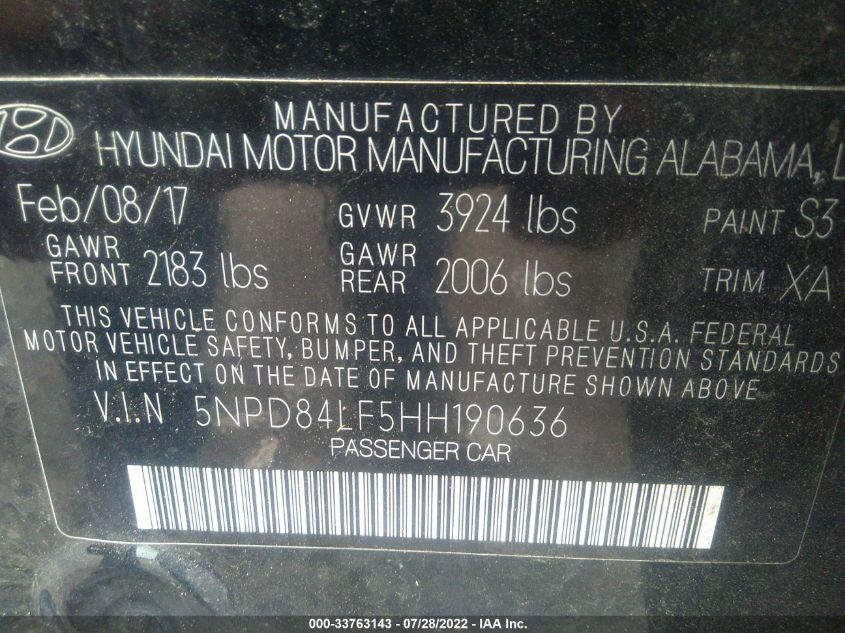 MANUFACTURED BY
HYUNDAI MOTOR MANUFACTURING ALABAMA, L
Feb/08/17 GVWR 3924 lbs PAINT S3
GAWR FRONT 2183 lbs GAWR REAR 2006 lbs TRIM XA
THIS VEHICLE CONFORMS TO ALL APPLICABLE U.S.A. FEDERAL
MOTOR VEHICLE SAFETY, BUMPER, AND THEFT PREVENTION STANDARDS
IN EFFECT ON THE DATE OF MANUFACTURE SHOWN ABOVE
V.I.N 5NPD84LF5HH190636
PASSENGER CAR
000-33763143 - 07/28/2022 - IAA Inc.